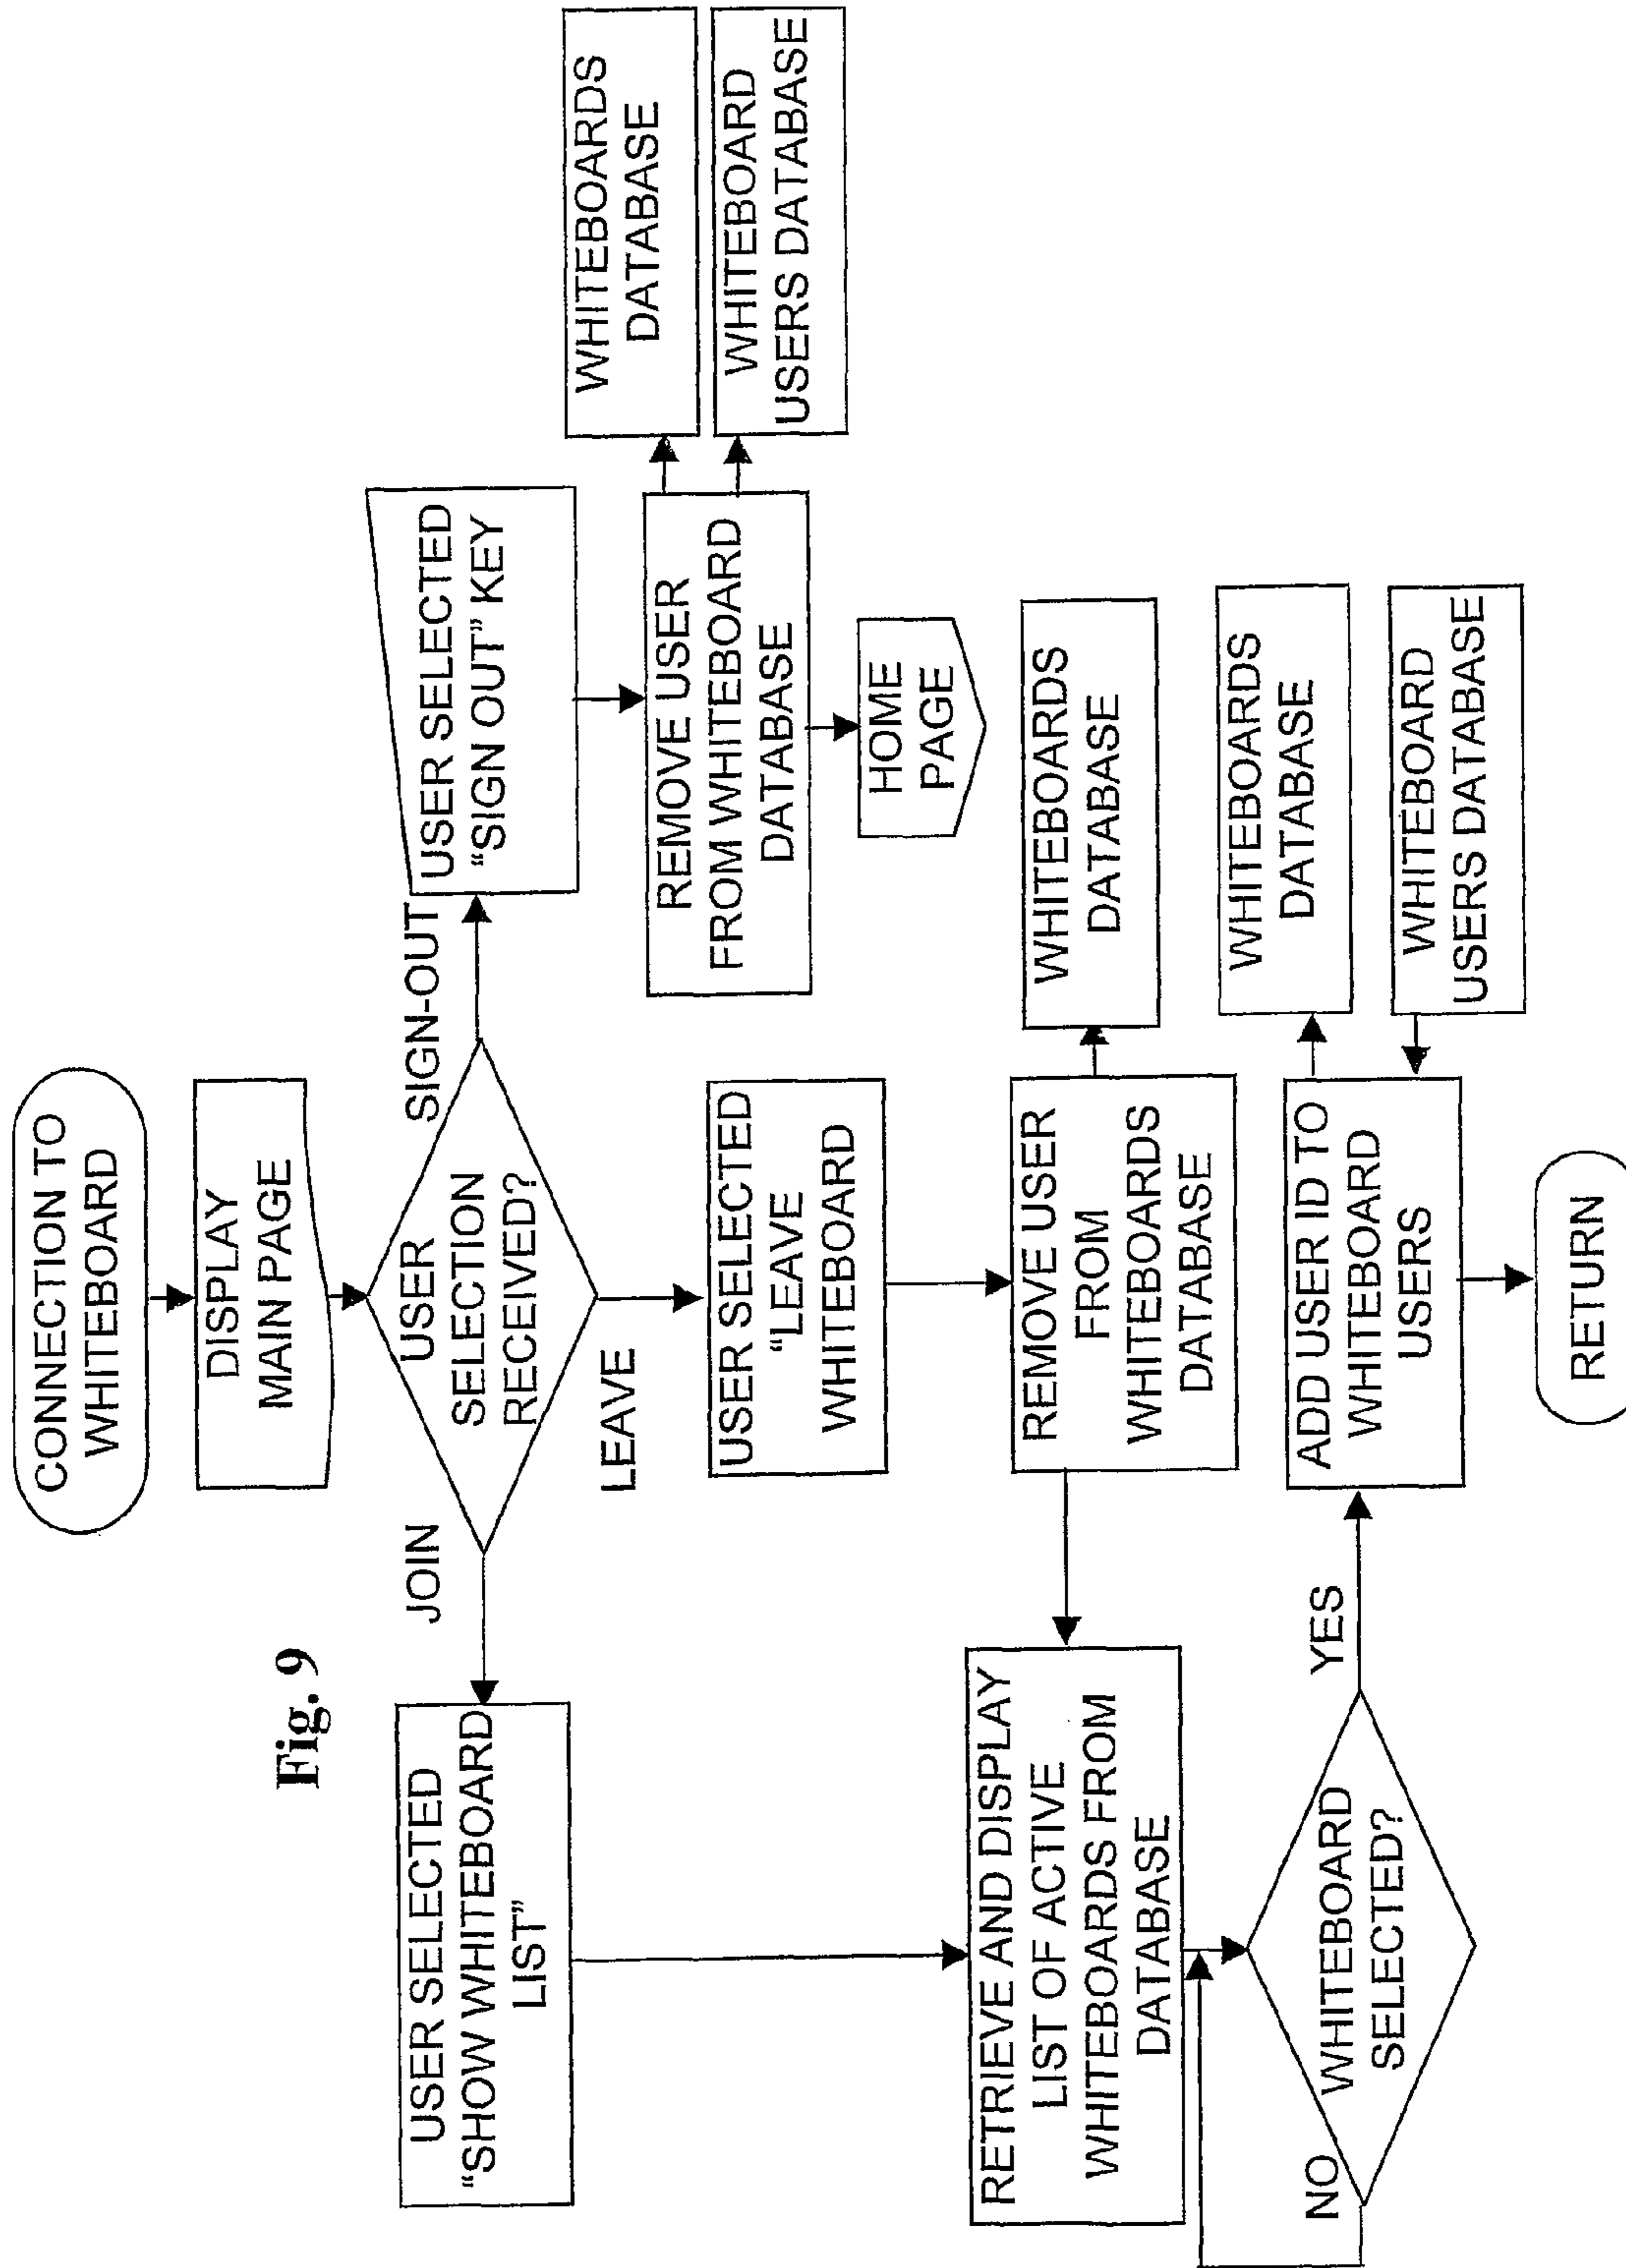 Fig. 9
CONNECTION TO
WHITEBOARD
DISPLAY
MAIN PAGE
USER
SELECTION
RECEIVED?
JOIN
LEAVE
SIGN-OUT
USER SELECTED
“SHOW WHITEBOARD
LIST”
USER SELECTED
“LEAVE
WHITEBOARD
USER SELECTED
“SIGN OUT” KEY
REMOVE USER
FROM WHITEBOARD
DATABASE
WHITEBOARDS
DATABASE
WHITEBOARD
USERS DATABASE
HOME
PAGE
REMOVE USER
FROM
WHITEBOARDS
DATABASE
WHITEBOARDS
DATABASE
RETRIEVE AND DISPLAY
LIST OF ACTIVE
WHITEBOARDS FROM
DATABASE
WHITEBOARD
SELECTED?
NO
YES
ADD USER ID TO
WHITEBOARD
USERS
WHITEBOARDS
DATABASE
WHITEBOARD
USERS DATABASE
RETURN